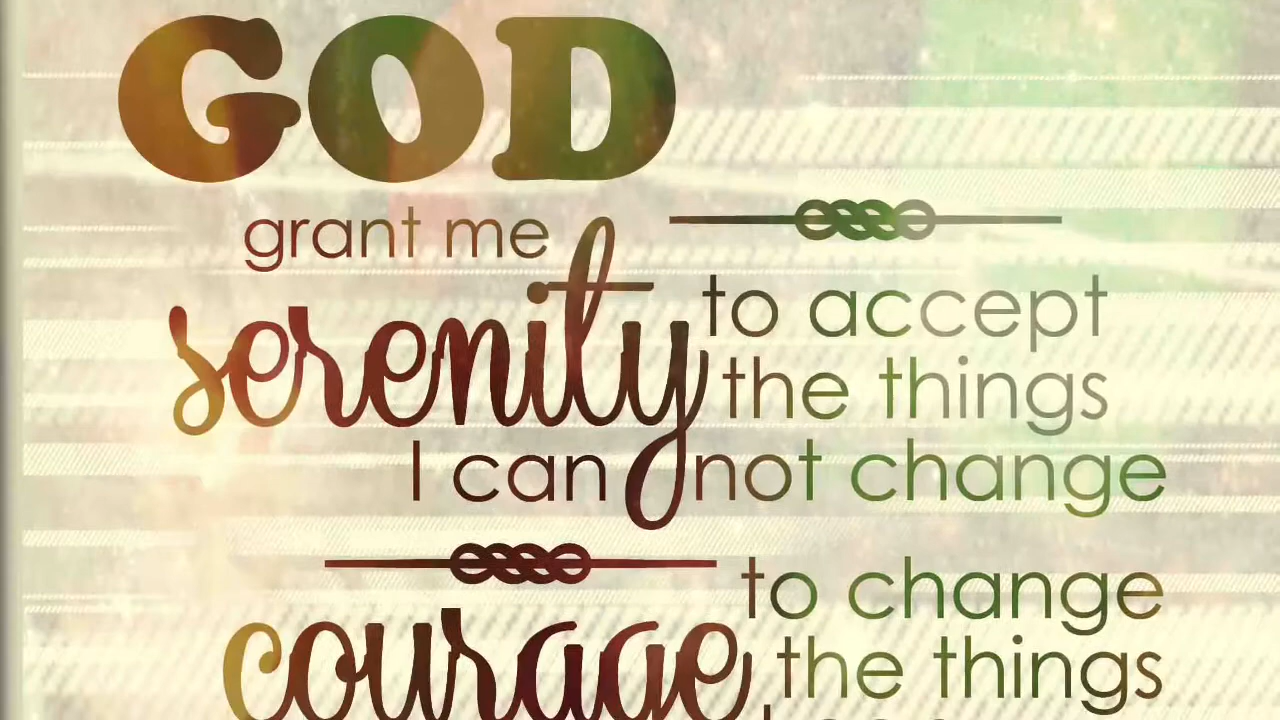 GOD
grant me
serenity
to accept
the things
I can not change
courage
to change
the things